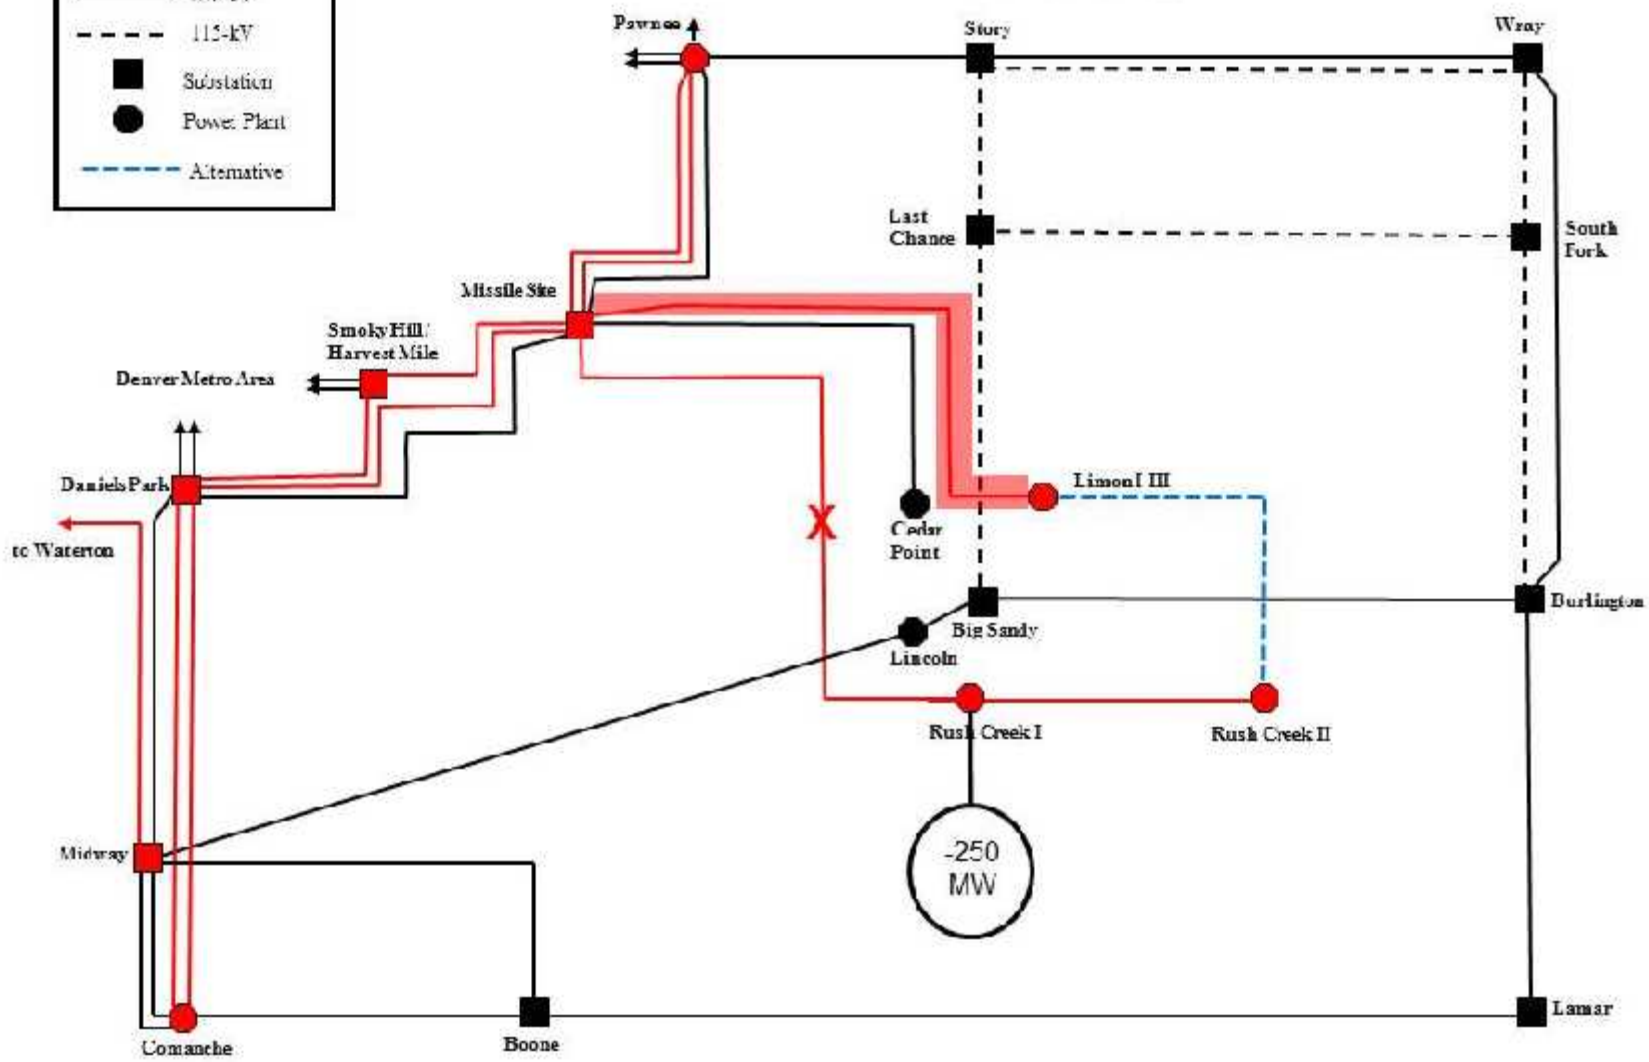 115-kV
Substation
Power Plant
Alternative
Pawnee
Story
Wray
Last
Chance
South
Fork
Missile Site
Smoky Hill/
Harvest Mile
Denver Metro Area
Daniels Park
Limon I III
to Waterton
X
Cedar
Point
Burlington
Big Sandy
Lincoln
Rush Creek I
Rush Creek II
-250
MW
Midway
Comanche
Boone
Lamar